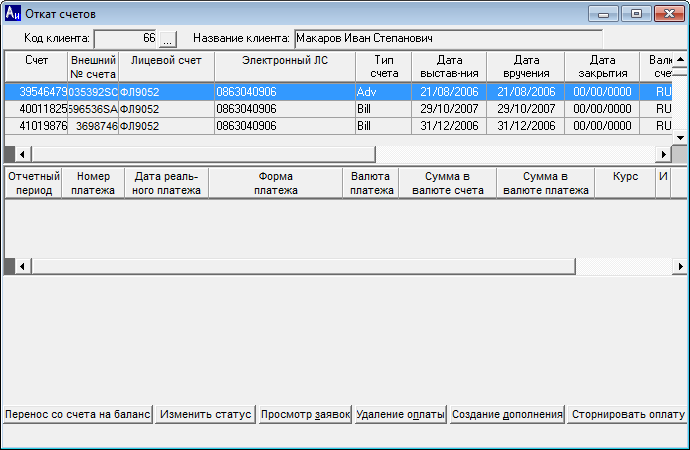 Аи Откат счетов
Код клиента: 66 ... Название клиента: Макаров Иван Степанович
Счет Внешний № счета Лицевой счет Электронный ЛС Тип счета Дата выстав-ния Дата вручения Дата закрытия Валю сче
39546479 035392SC ФЛ9052 0863040906 Adv 21/08/2006 21/08/2006 00/00/0000 RU
40011825 596536SA ФЛ9052 0863040906 Bill 29/10/2007 29/10/2007 00/00/0000 RU
41019876 3698746 ФЛ9052 0863040906 Bill 31/12/2006 31/12/2006 00/00/0000 RU
Отчетный период Номер платежа Дата реаль-ного платежа Форма платежа Валюта платежа Сумма в валюте счета Сумма в валюте платежа Курс И
Перенос со счета на баланс Изменить статус Просмотр заявок Удаление оплаты Создание дополнения Сторнировать оплату